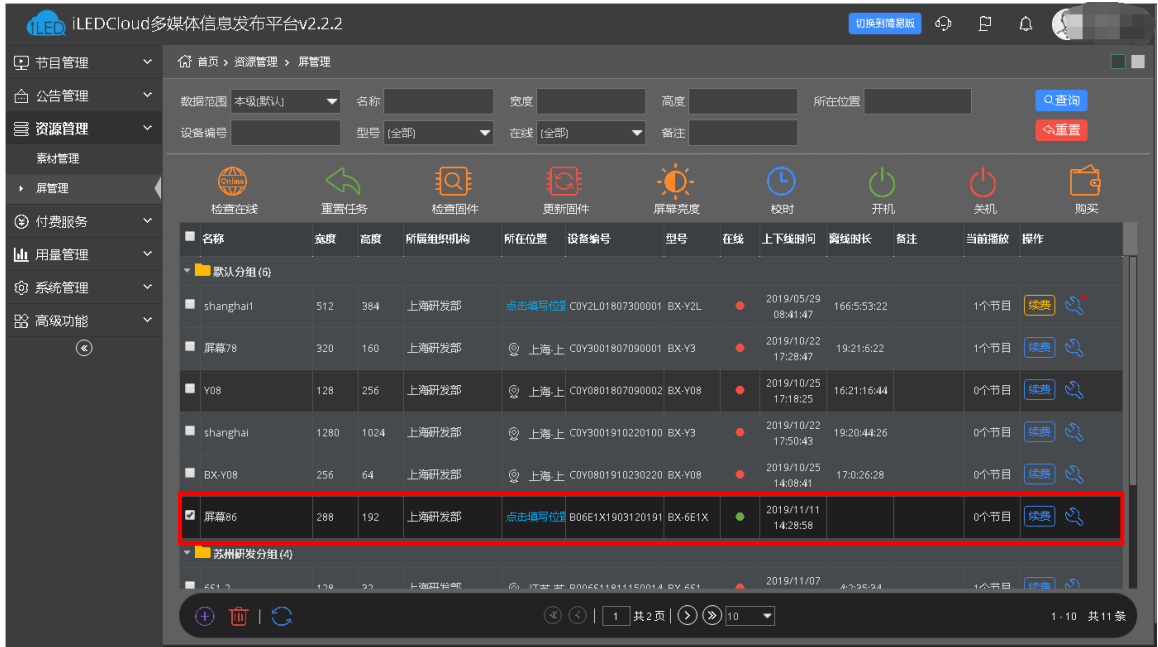 iLED iLEDCloud多媒体信息发布平台v2.2.2 切换到简易版
节目管理
公告管理
资源管理
素材管理
屏管理
付费服务
用量管理
系统管理
高级功能
首页 > 资源管理 > 屏管理
数据范围 本级(默认) 名称 宽度 高度 所在位置 查询
设备编号 型号 (全部) 在线 (全部) 备注 重置
Online
检查在线 重置任务 检查固件 更新固件 屏幕亮度 校时 开机 关机 购买
名称 宽度 高度 所属组织机构 所在位置 设备编号 型号 在线 上下线时间 离线时长 备注 当前播放 操作
默认分组(6)
shanghai1 512 384 上海研发部 点击填写位置 C0Y2L01807300001 BX-Y2L 2019/05/29 08:41:47 166:5:53:22 1个节目 续费
屏幕78 320 160 上海研发部 上海-上 C0Y3001807090001 BX-Y3 2019/10/22 17:28:47 19:21:6:22 1个节目 续费
Y08 128 256 上海研发部 上海-上 C0Y0801807090002 BX-Y08 2019/10/25 17:18:25 16:21:16:44 0个节目 续费
shanghai 1280 1024 上海研发部 上海-上 C0Y3001910220100 BX-Y3 2019/10/22 17:50:43 19:20:44:26 0个节目 续费
BX-Y08 256 64 上海研发部 上海-上 C0Y0801910230220 BX-Y08 2019/10/25 14:08:41 17:0:26:28 0个节目 续费
屏幕86 288 192 上海研发部 点击填写位置 B06E1X1903120191 BX-6E1X 2019/11/11 14:28:58 0个节目 续费
苏州研发分组(4)
6S1-2 128 32 上海研发部 2019/11/07 4:2:35:34 1个节目 续费
1 共2页 10 1-10 共11条